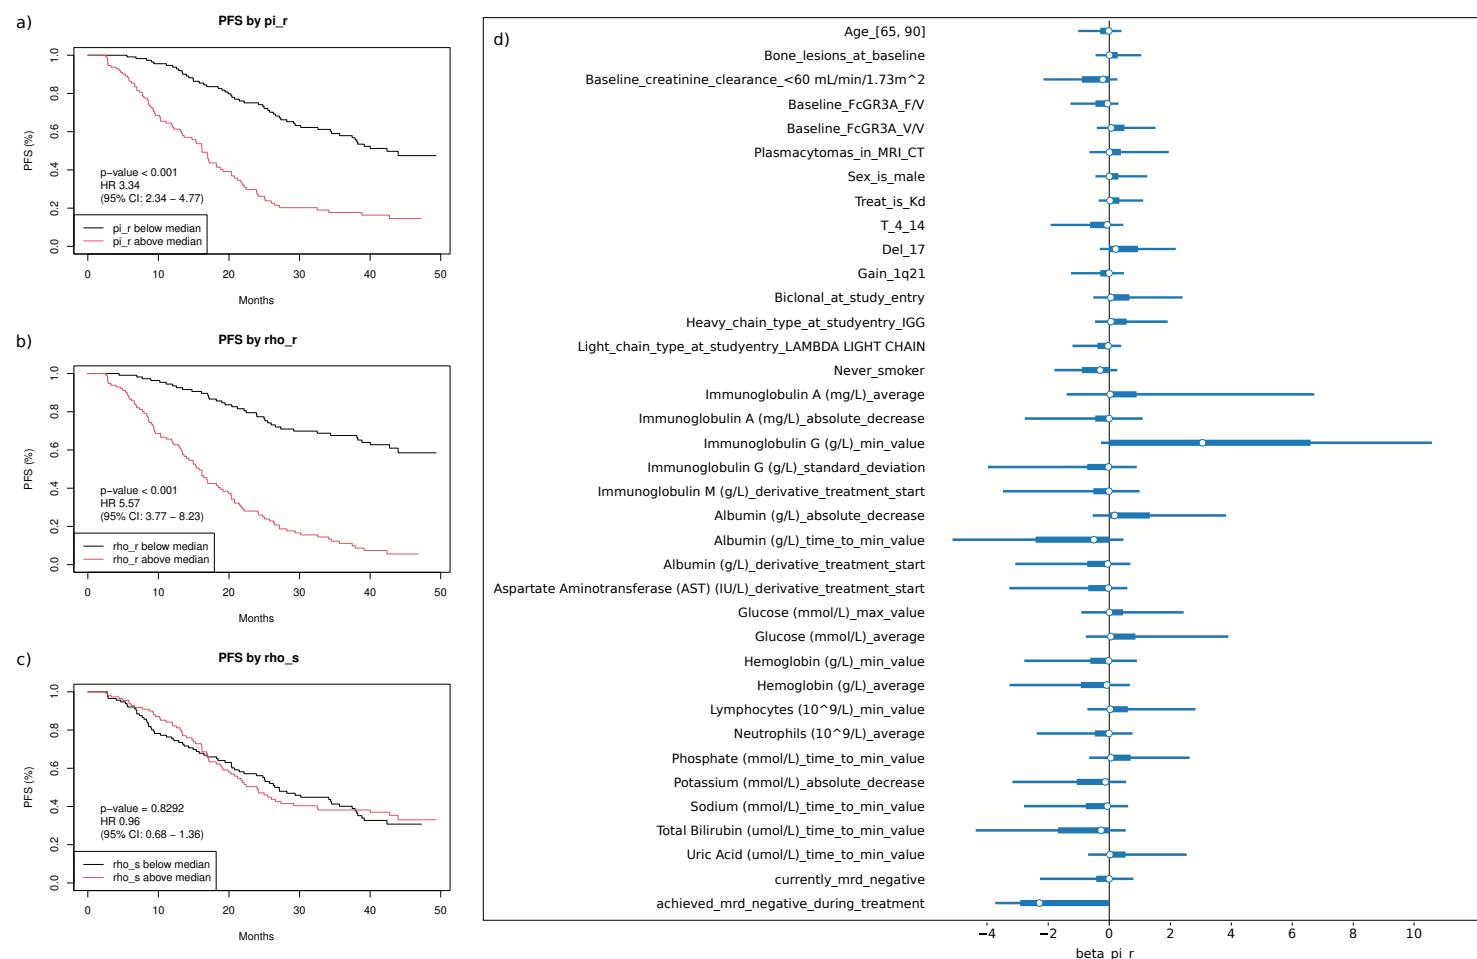 a)
PFS by pi_r
PFS (%)
0.0 0.2 0.4 0.6 0.8 1.0
p−value < 0.001
HR 3.34
(95% CI: 2.34 − 4.77)
pi_r below median
pi_r above median
0 10 20 30 40 50
Months
b)
PFS by rho_r
PFS (%)
0.0 0.2 0.4 0.6 0.8 1.0
p−value < 0.001
HR 5.57
(95% CI: 3.77 − 8.23)
rho_r below median
rho_r above median
0 10 20 30 40 50
Months
c)
PFS by rho_s
PFS (%)
0.0 0.2 0.4 0.6 0.8 1.0
p−value = 0.8292
HR 0.96
(95% CI: 0.68 − 1.36)
rho_s below median
rho_s above median
0 10 20 30 40 50
Months
d)
Age_[65, 90]
Bone_lesions_at_baseline
Baseline_creatinine_clearance_<60 mL/min/1.73m^2
Baseline_FcGR3A_F/V
Baseline_FcGR3A_V/V
Plasmacytomas_in_MRI_CT
Sex_is_male
Treat_is_Kd
T_4_14
Del_17
Gain_1q21
Biclonal_at_study_entry
Heavy_chain_type_at_studyentry_IGG
Light_chain_type_at_studyentry_LAMBDA LIGHT CHAIN
Never_smoker
Immunoglobulin A (mg/L)_average
Immunoglobulin A (mg/L)_absolute_decrease
Immunoglobulin G (g/L)_min_value
Immunoglobulin G (g/L)_standard_deviation
Immunoglobulin M (g/L)_derivative_treatment_start
Albumin (g/L)_absolute_decrease
Albumin (g/L)_time_to_min_value
Albumin (g/L)_derivative_treatment_start
Aspartate Aminotransferase (AST) (IU/L)_derivative_treatment_start
Glucose (mmol/L)_max_value
Glucose (mmol/L)_average
Hemoglobin (g/L)_min_value
Hemoglobin (g/L)_average
Lymphocytes (10^9/L)_min_value
Neutrophils (10^9/L)_average
Phosphate (mmol/L)_time_to_min_value
Potassium (mmol/L)_absolute_decrease
Sodium (mmol/L)_time_to_min_value
Total Bilirubin (umol/L)_time_to_min_value
Uric Acid (umol/L)_time_to_min_value
currently_mrd_negative
achieved_mrd_negative_during_treatment
−4 −2 0 2 4 6 8 10
beta_pi_r